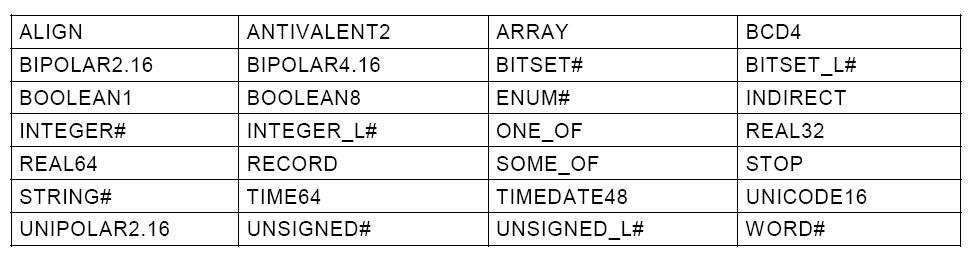 ALIGN ANTIVALENT2 ARRAY BCD4
BIPOLAR2.16 BIPOLAR4.16 BITSET# BITSET_L#
BOOLEAN1 BOOLEAN8 ENUM# INDIRECT
INTEGER# INTEGER_L# ONE_OF REAL32
REAL64 RECORD SOME_OF STOP
STRING# TIME64 TIMEDATE48 UNICODE16
UNIPOLAR2.16 UNSIGNED# UNSIGNED_L# WORD#